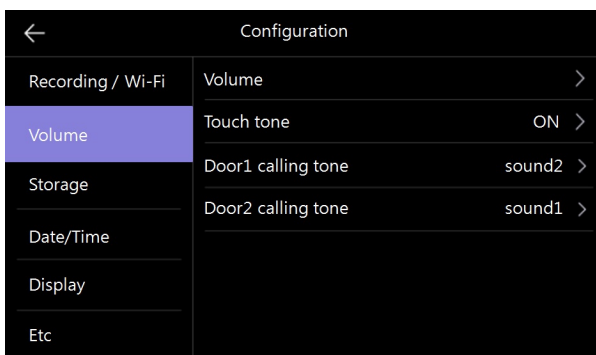 Configuration
Recording / Wi-Fi
Volume
Storage
Date/Time
Display
Etc
Volume
Touch tone ON
Door1 calling tone sound2
Door2 calling tone sound1